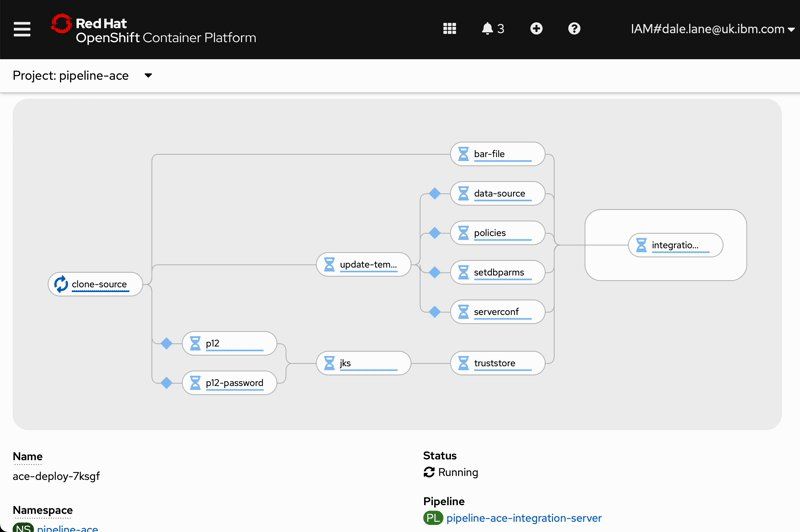 Red Hat
OpenShift Container Platform
3
IAM#dale.lane@uk.ibm.com
Project: pipeline-ace
bar-file
data-source
policies
update-tem...
integratio...
setdbparms
clone-source
serverconf
p12
jks
truststore
p12-password
Name
ace-deploy-7ksgf
Status
Running
Namespace
NS pipeline-ace
Pipeline
PL pipeline-ace-integration-server